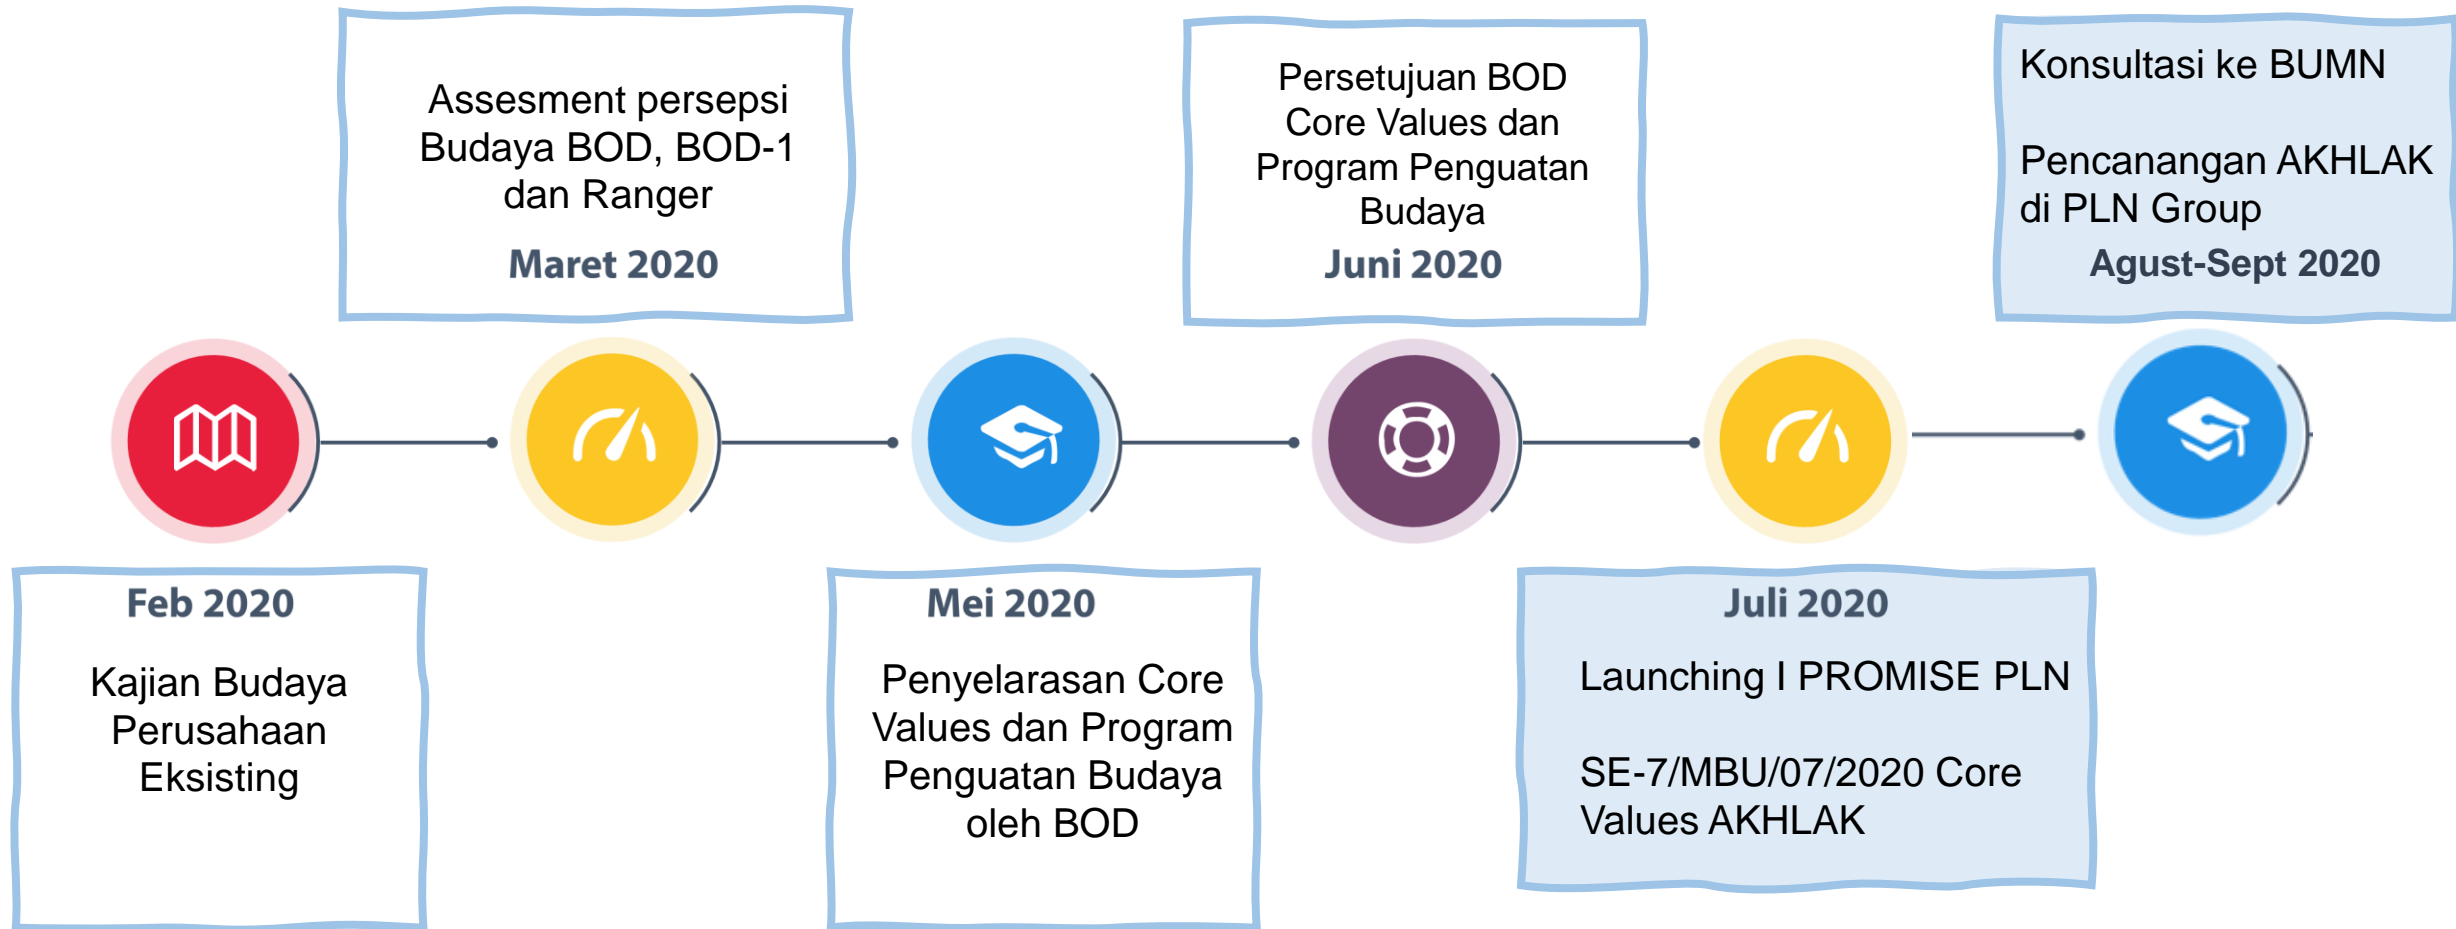 Feb 2020
Kajian Budaya
Perusahaan
Eksisting
Assesment persepsi
Budaya BOD, BOD-1
dan Ranger
Maret 2020
Mei 2020
Penyelarasan Core
Values dan Program
Penguatan Budaya
oleh BOD
Persetujuan BOD
Core Values dan
Program Penguatan
Budaya
Juni 2020
Juli 2020
Launching I PROMISE PLN
SE-7/MBU/07/2020 Core
Values AKHLAK
Konsultasi ke BUMN
Pencanangan AKHLAK
di PLN Group
Agust-Sept 2020